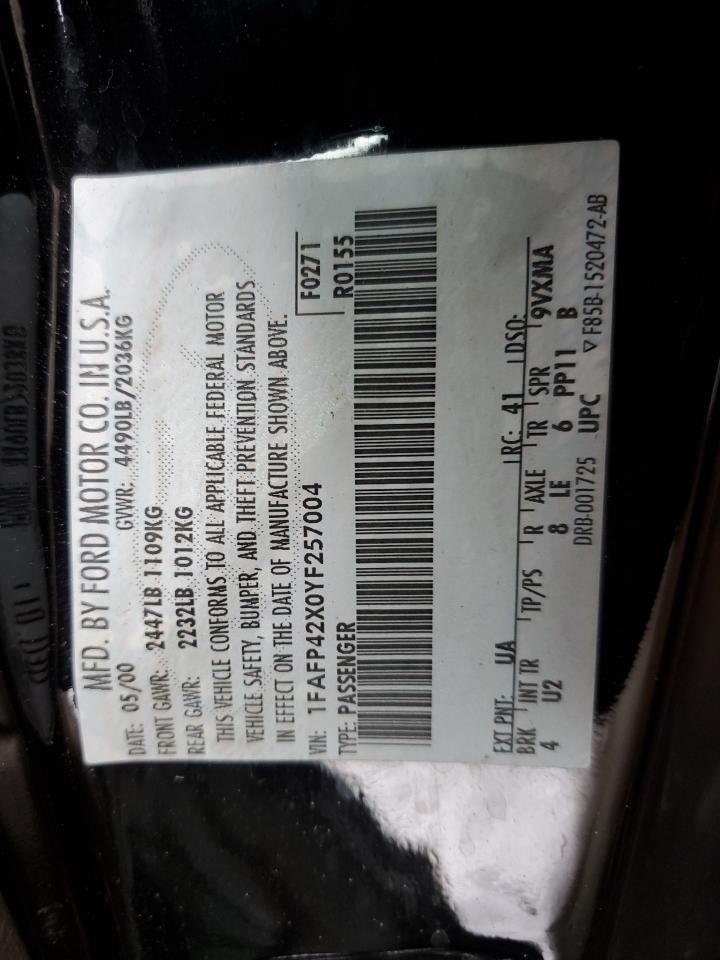 MFD. BY FORD MOTOR CO. IN U.S.A.
DATE: 05/00 GVWR: 4490LB/2036KG
FRONT GAWR: 2447LB 1109KG
REAR GAWR: 2232LB 1012KG
THIS VEHICLE CONFORMS TO ALL APPLICABLE FEDERAL MOTOR
VEHICLE SAFETY, BUMPER, AND THEFT PREVENTION STANDARDS
IN EFFECT ON THE DATE OF MANUFACTURE SHOWN ABOVE.
VIN: 1FAFP42X0YF257004 F0271
TYPE: PASSENGER R0155
EXT PNT: UA RC: 41 DSO:
BRK INT TR TP/PS R AXLE TR SPR 9VXMA
4 U2 8 LE 6 PP11 B
DRB-001725 UPC ▽F85B-1520472-AB